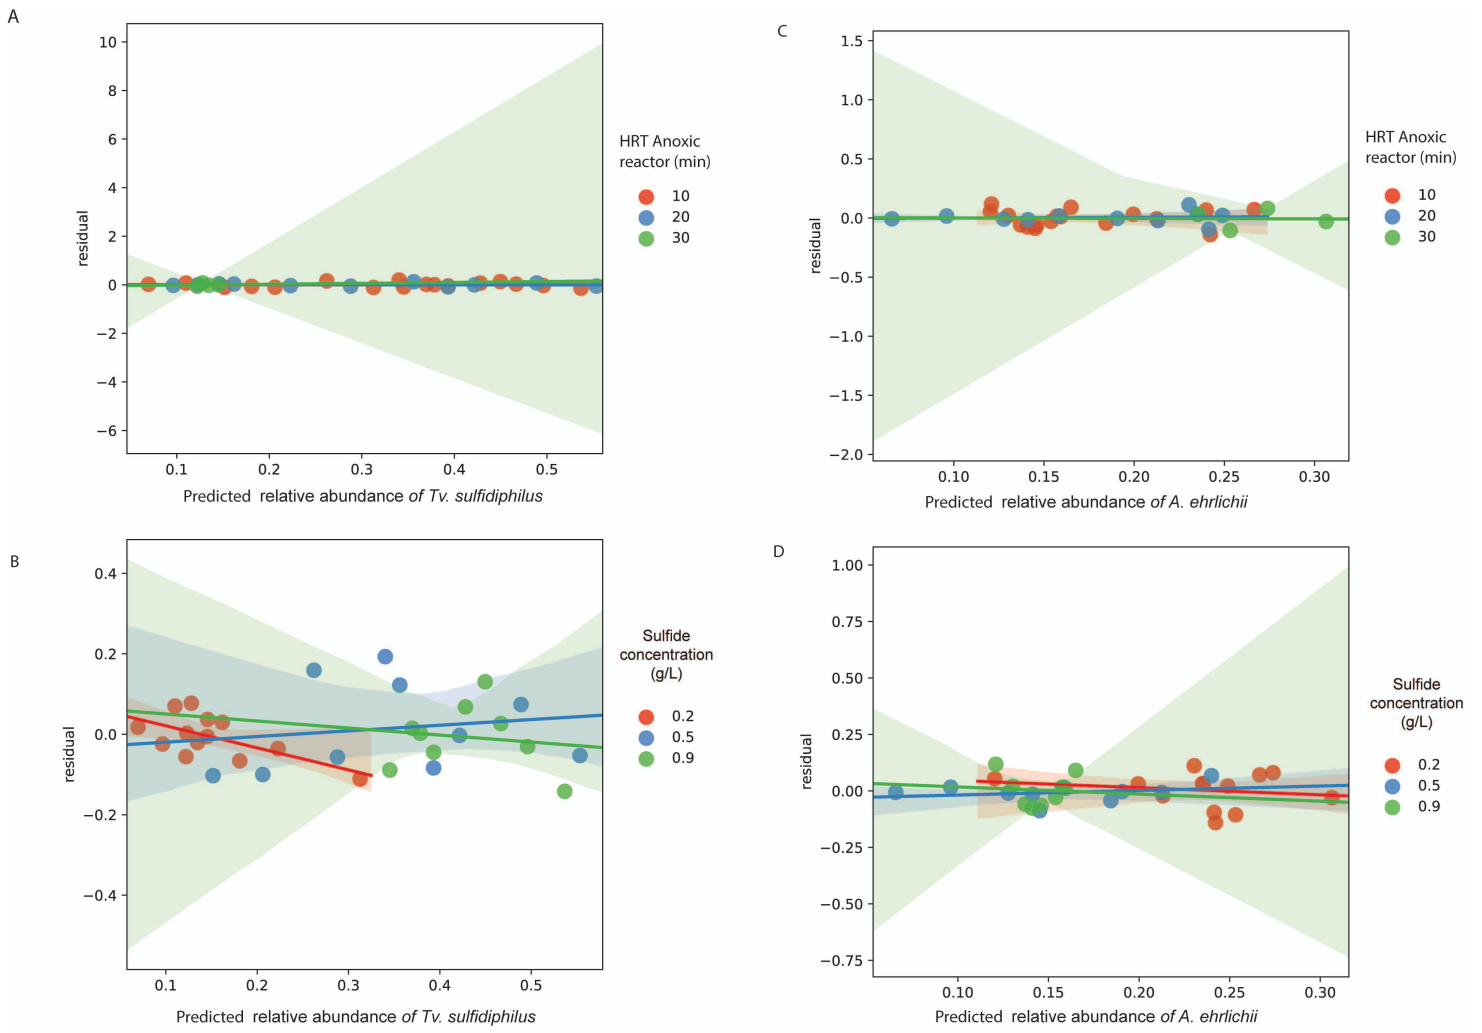 A
10
8
6
4
2
0
−2
−4
−6
residual
0.1
0.2
0.3
0.4
0.5
Predicted relative abundance of Tv. sulfidiphilus
HRT Anoxic
reactor (min)
10
20
30
C
1.5
1.0
0.5
0.0
−0.5
−1.0
−1.5
−2.0
residual
0.10
0.15
0.20
0.25
0.30
Predicted relative abundance of A. ehrlichii
HRT Anoxic
reactor (min)
10
20
30
B
0.4
0.2
0.0
−0.2
−0.4
residual
0.1
0.2
0.3
0.4
0.5
Predicted relative abundance of Tv. sulfidiphilus
Sulfide
concentration
(g/L)
0.2
0.5
0.9
D
1.00
0.75
0.50
0.25
0.00
−0.25
−0.50
−0.75
residual
0.10
0.15
0.20
0.25
0.30
Predicted relative abundance of A. ehrlichii
Sulfide
concentration
(g/L)
0.2
0.5
0.9